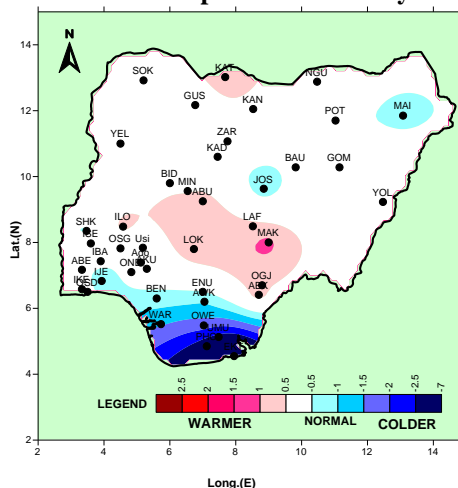 N
SOK
KAT
NGU
GUS
KAN
MAI
POT
YEL
ZAR
KAD
BAU
GOM
BID
MIN
JOS
ABU
YOL
ILO
LAF
SHK
MAK
OSG
Usi
LOK
IBA
ABE
IJE
OGJ
IKE
BEN
ENU
WAR
OWE
14
12
10
8
6
4
2
Lat.(N)
2
4
6
8
10
12
14
Long.(E)
LEGEND
2.5
2
1.5
1
0.5
-0.5
-1
-1.5
-2
-2.5
-7
WARMER
NORMAL
COLDER